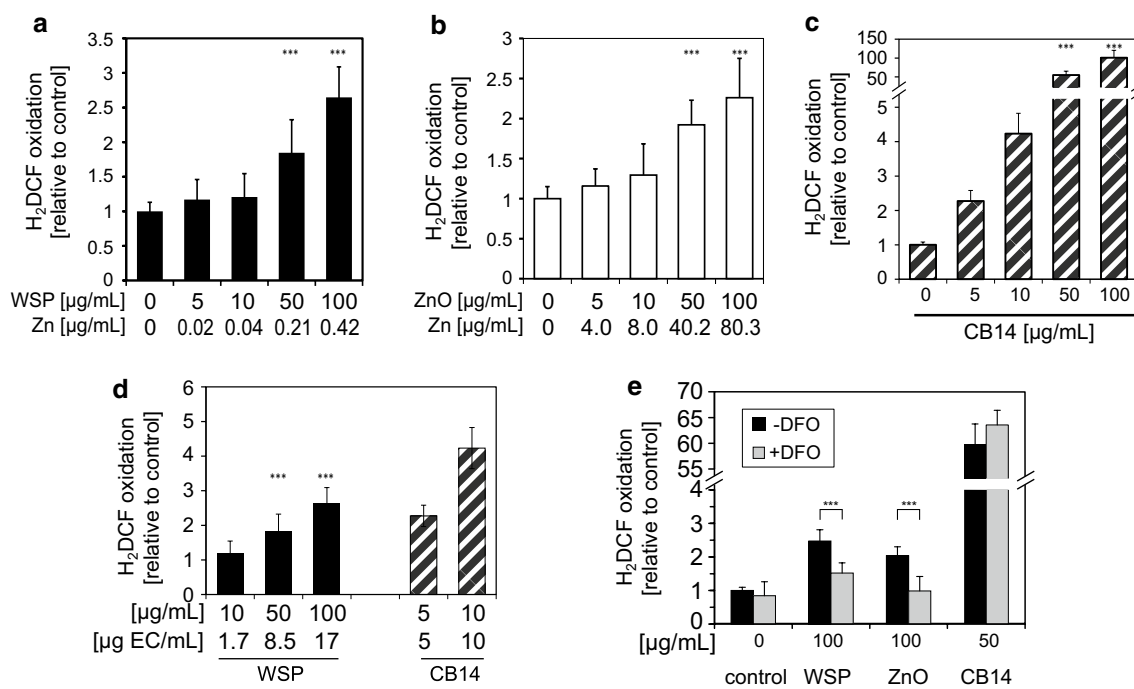 a
H₂DCF oxidation
[relative to control]
3.5
3
2.5
2
1.5
1
0.5
0
*** ***
WSP [µg/mL] 0 5 10 50 100
Zn [µg/mL] 0 0.02 0.04 0.21 0.42
b
H₂DCF oxidation
[relative to control]
3
2.5
2
1.5
1
0.5
0
*** ***
ZnO [µg/mL] 0 5 10 50 100
Zn [µg/mL] 0 4.0 8.0 40.2 80.3
c
H₂DCF oxidation
[relative to control]
150
100
50
5
4
3
2
1
0
*** ***
0 5 10 50 100
CB14 [µg/mL]
d
H₂DCF oxidation
[relative to control]
6
5
4
3
2
1
0
*** ***
[µg/mL] 10 50 100 5 10
[µg EC/mL] 1.7 8.5 17 5 10
WSP CB14
e
H₂DCF oxidation
[relative to control]
70
65
60
55
4
3
2
1
0
-DFO
+DFO
*** ***
[µg/mL] 0 100 100 50
control WSP ZnO CB14